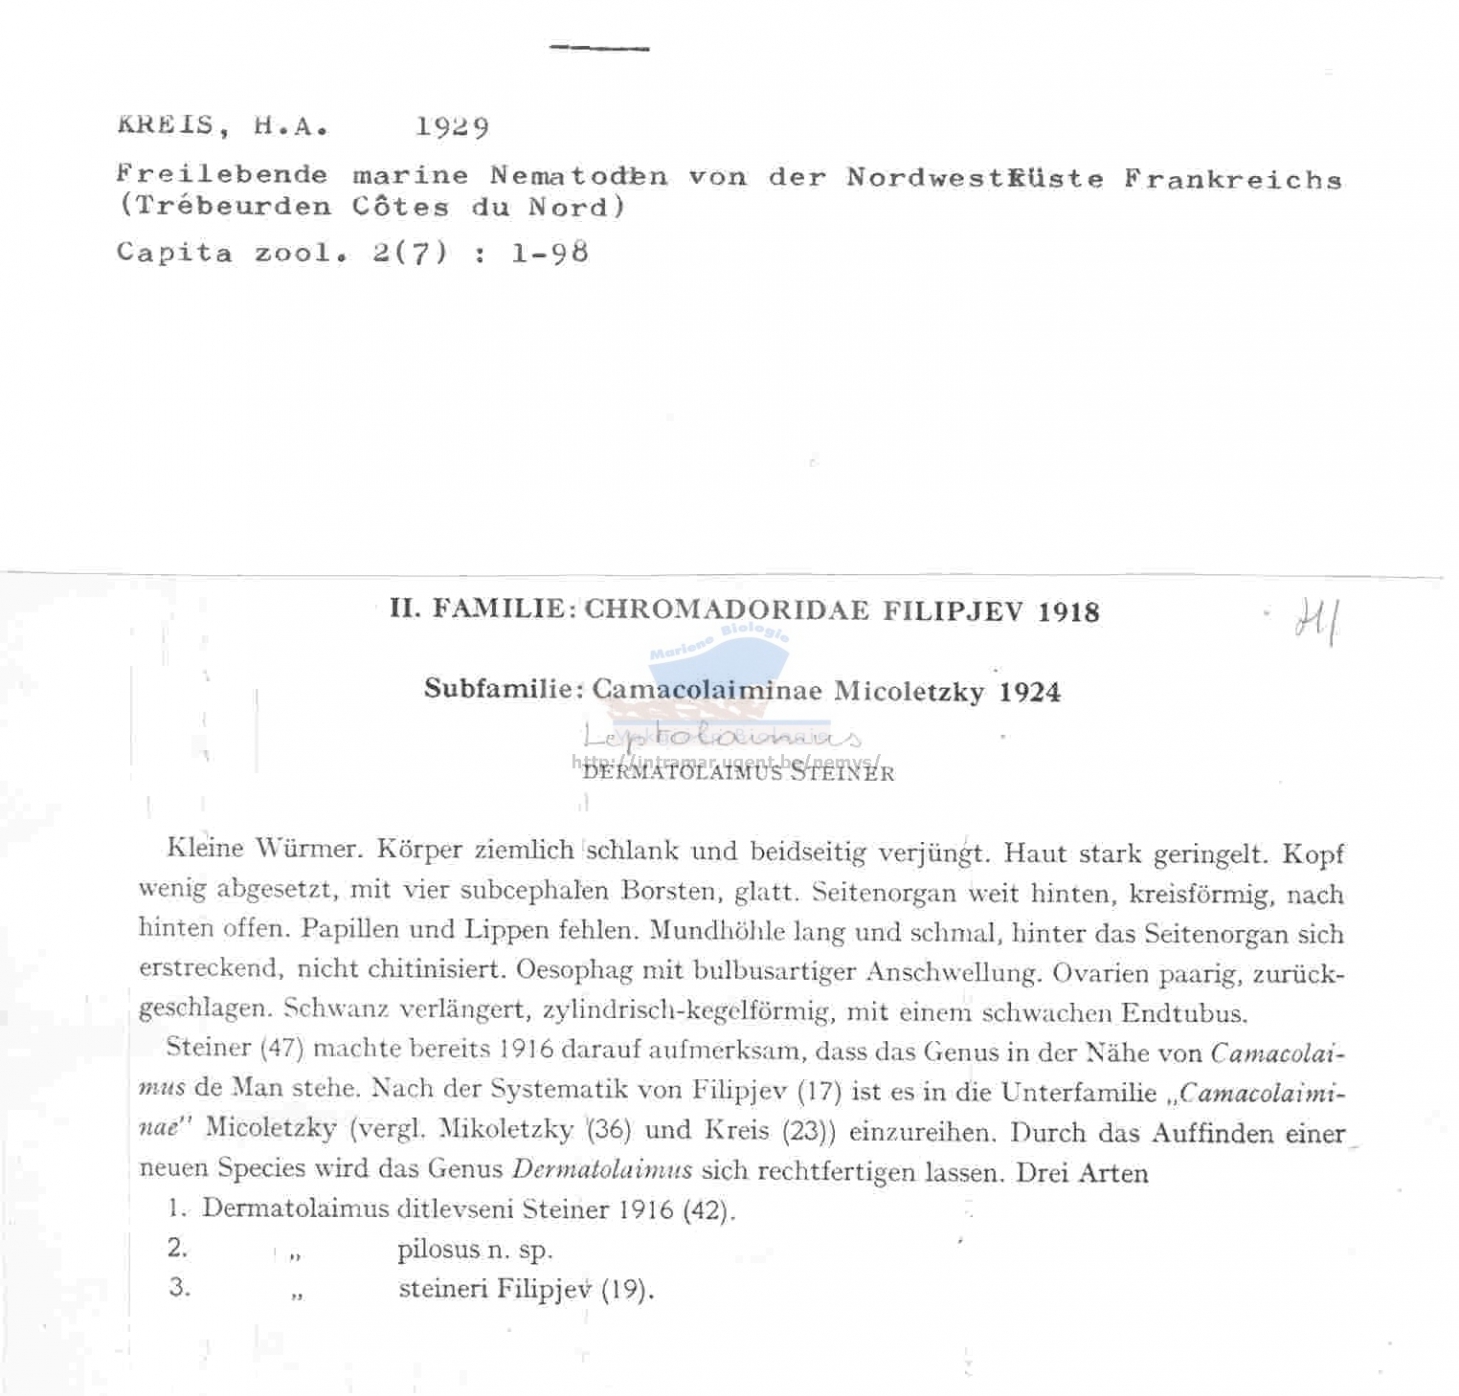 KREIS, H.A. 1929
Freilebende marine Nematoden von der Nordwestküste Frankreichs
(Trébeurden Côtes du Nord)
Capita zool. 2(7) : 1-98
II. FAMILIE: CHROMADORIDAE FILIPJEV 1918
Mariene Biologie
Subfamilie: Camacolaiminae Micoletzky 1924
Leptolaimus
http://intramar.ugent.be/nemys/
DERMATOLAIMUS STEINER
Kleine Würmer. Körper ziemlich schlank und beidseitig verjüngt. Haut stark geringelt. Kopf
wenig abgesetzt, mit vier subcephalen Borsten, glatt. Seitenorgan weit hinten, kreisförmig, nach
hinten offen. Papillen und Lippen fehlen. Mundhöhle lang und schmal, hinter das Seitenorgan sich
erstreckend, nicht chitinisiert. Oesophag mit bulbusartiger Anschwellung. Ovarien paarig, zurück-
geschlagen. Schwanz verlängert, zylindrisch-kegelförmig, mit einem schwachen Endtubus.
Steiner (47) machte bereits 1916 darauf aufmerksam, dass das Genus in der Nähe von Camacolai-
mus de Man stehe. Nach der Systematik von Filipjev (17) ist es in die Unterfamilie „Camacolaimi-
nae" Micoletzky (vergl. Mikoletzky (36) und Kreis (23)) einzureihen. Durch das Auffinden einer
neuen Species wird das Genus Dermatolaimus sich rechtfertigen lassen. Drei Arten
1. Dermatolaimus ditlevseni Steiner 1916 (42).
2. „ pilosus n. sp.
3. „ steineri Filipjev (19).